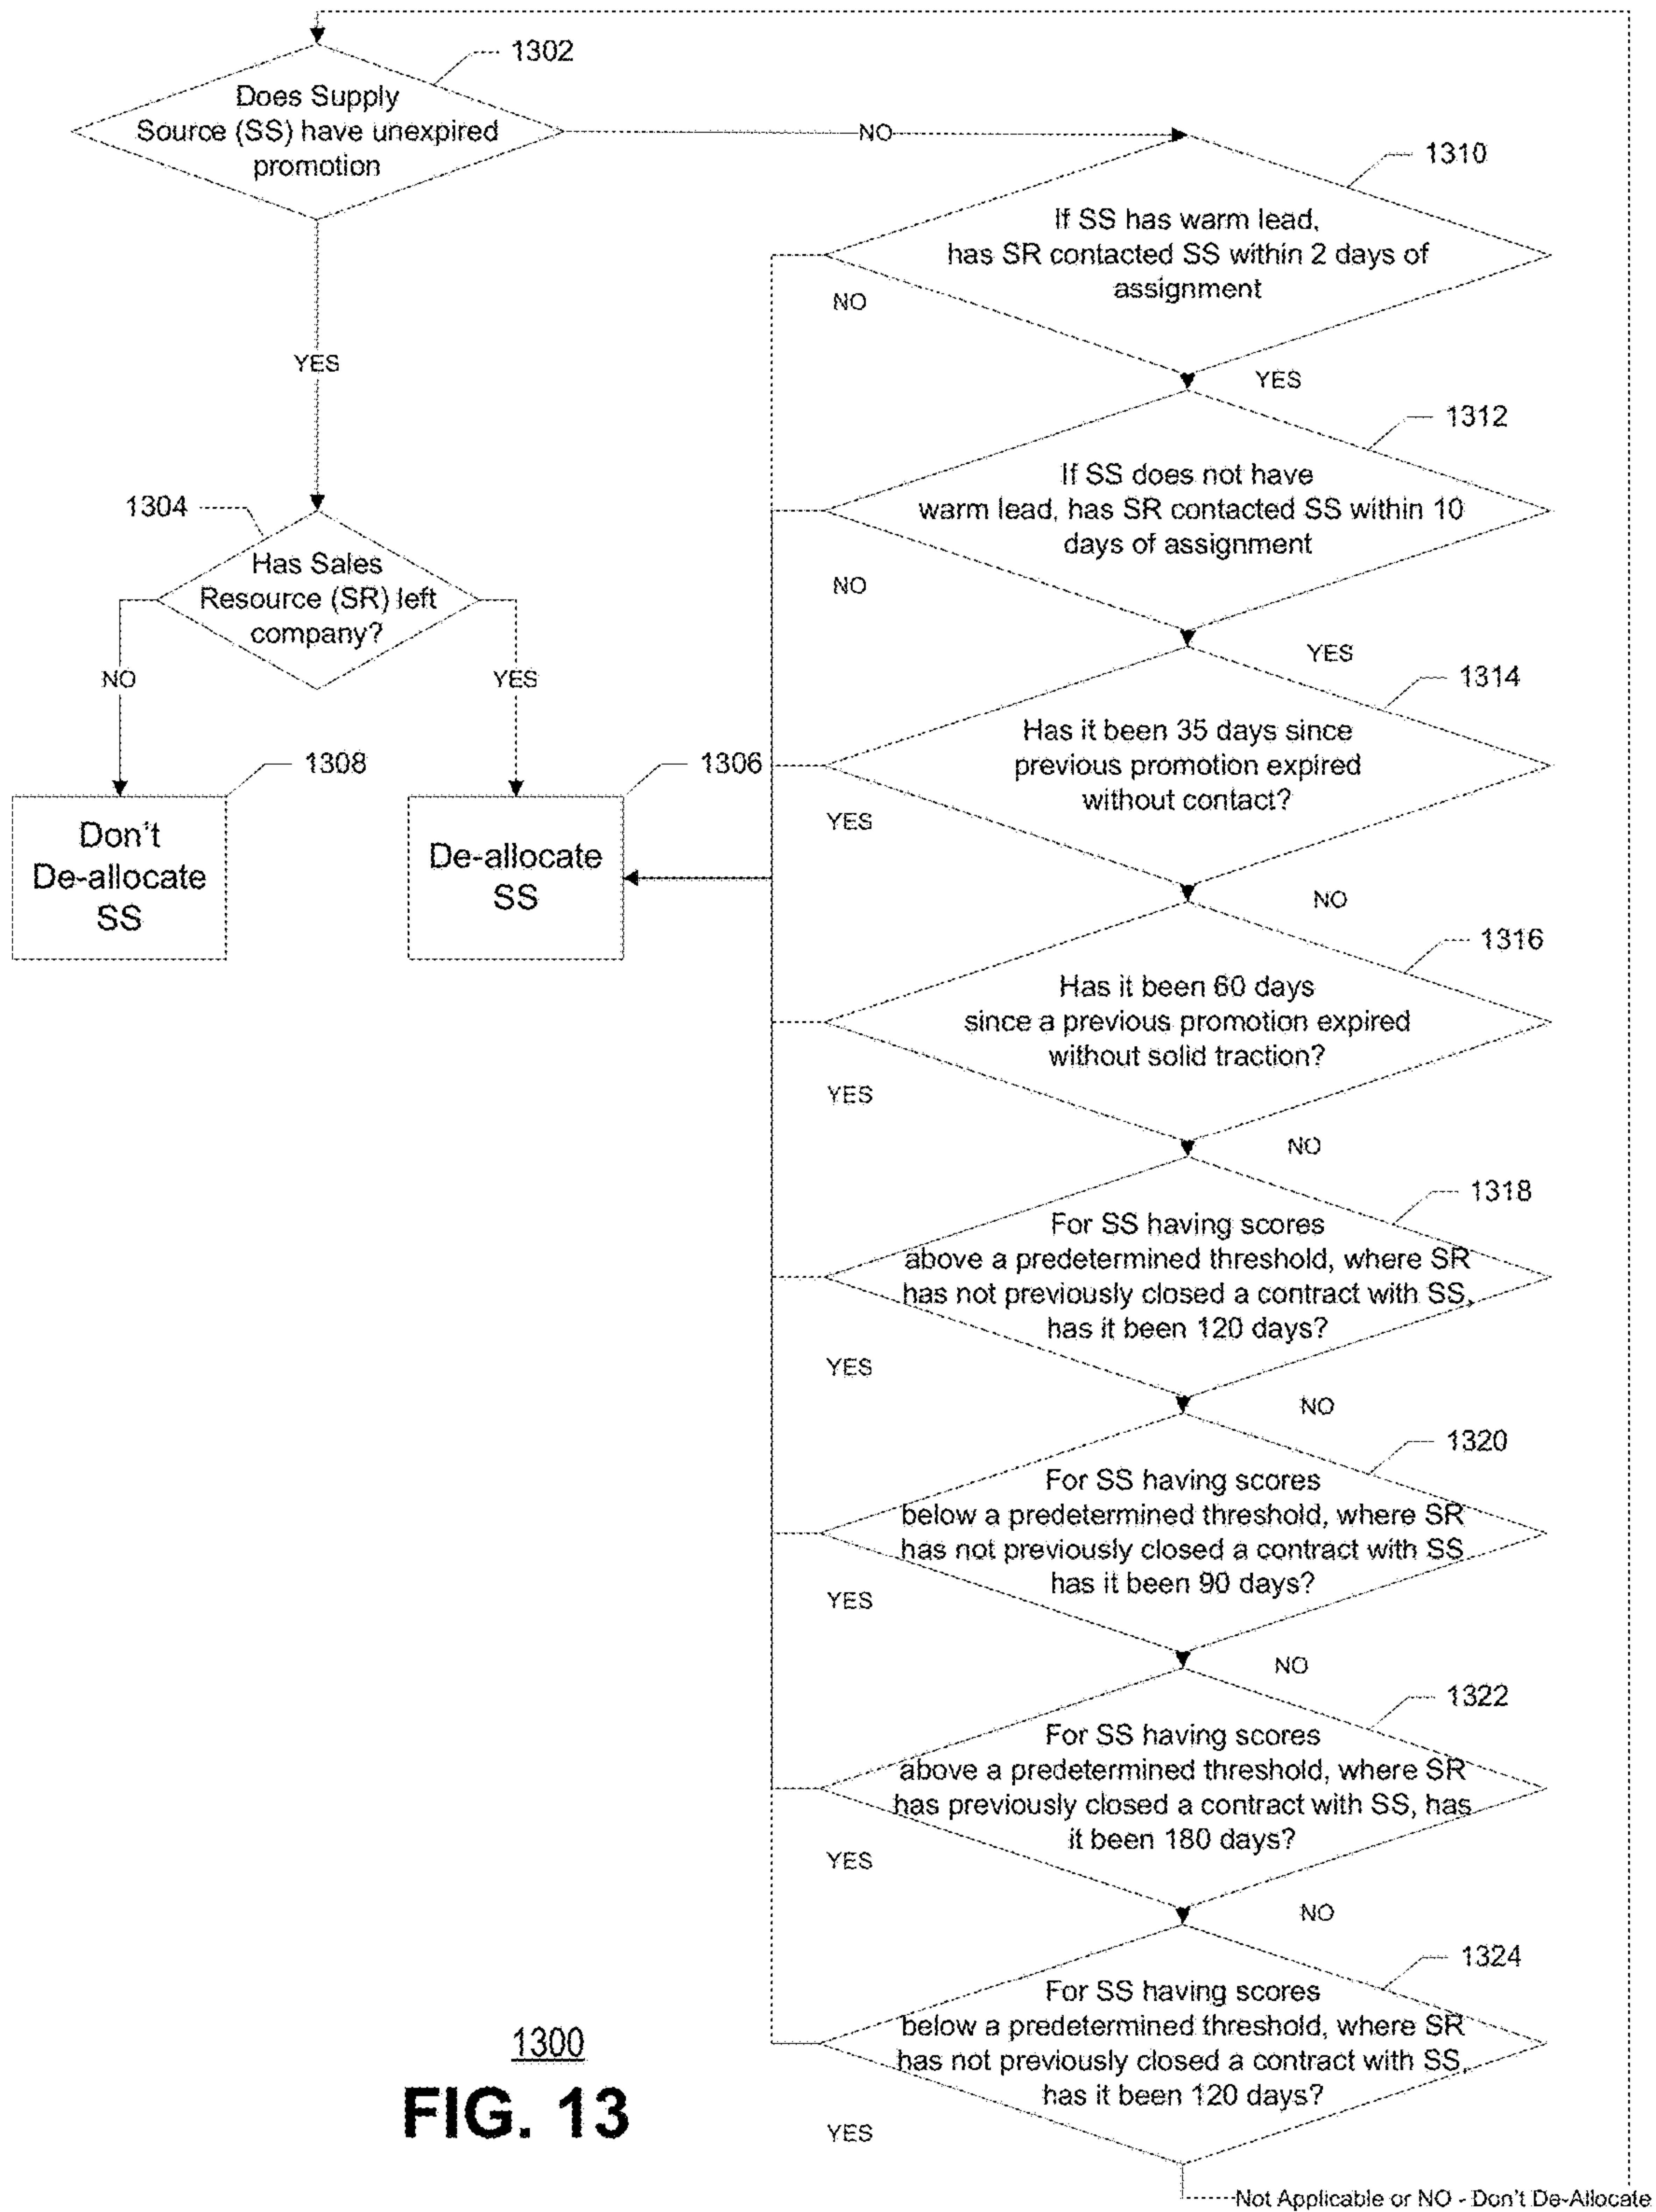 1302
Does Supply
Source (SS) have unexpired
promotion
NO
YES
1304
Has Sales
Resource (SR) left
company?
NO
YES
1308
Don't
De-allocate
SS
1306
De-allocate
SS
1310
If SS has warm lead,
has SR contacted SS within 2 days of
assignment
NO
YES
1312
If SS does not have
warm lead, has SR contacted SS within 10
days of assignment
NO
YES
1314
Has it been 35 days since
previous promotion expired
without contact?
YES
NO
1316
Has it been 60 days
since a previous promotion expired
without solid traction?
YES
NO
1318
For SS having scores
above a predetermined threshold, where SR
has not previously closed a contract with SS,
has it been 120 days?
YES
NO
1320
For SS having scores
below a predetermined threshold, where SR
has not previously closed a contract with SS
has it been 90 days?
YES
NO
1322
For SS having scores
above a predetermined threshold, where SR
has previously closed a contract with SS, has
it been 180 days?
YES
NO
1324
For SS having scores
below a predetermined threshold, where SR
has not previously closed a contract with SS,
has it been 120 days?
YES
Not Applicable or NO - Don't De-Allocate
1300
FIG. 13